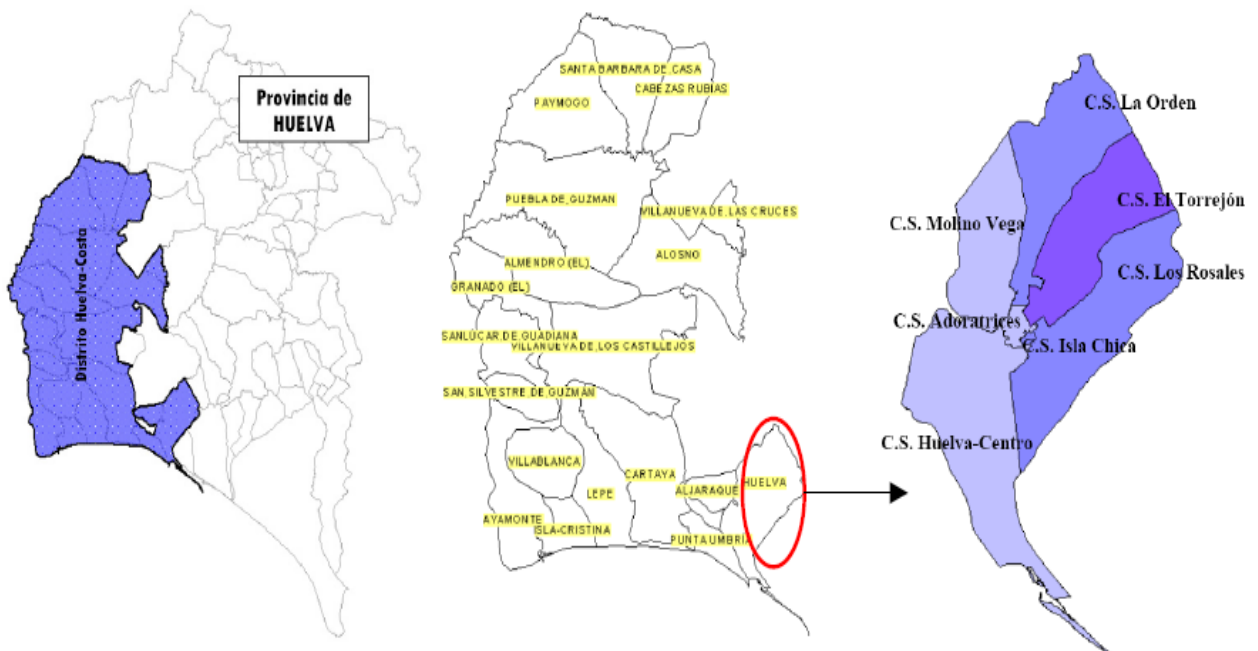 Provincia de
HUELVA
Distrito Huelva-Costa
SANTA BARBARA DE CASA
CABEZAS RUBIAS
PAYMOGO
PUEBLA DE GUZMAN
VILLANUEVA DE LAS CRUCES
ALOSNO
ALMENDRO (EL)
GRANADO (EL)
SANLÚCAR DE GUADIANA
VILLANUEVA DE LOS CASTILLEJOS
SAN SILVESTRE DE GUZMÁN
VILLABLANCA
CARTAYA
LEPE
ALJARAQUE
HUELVA
AYAMONTE
ISLA-CRISTINA
PUNTA UMBRÍA
C.S. La Orden
C.S. El Torrejón
C.S. Molino Vega
C.S. Los Rosales
C.S. Adoratrices
C.S. Isla Chica
C.S. Huelva-Centro